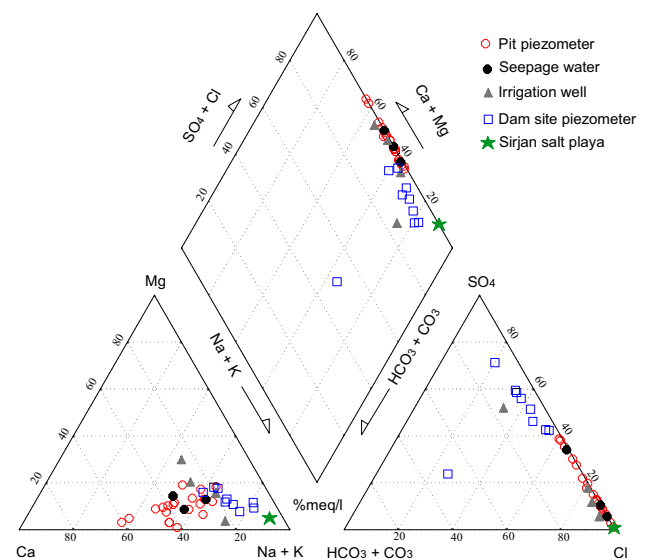 Pit piezometer
Seepage water
Irrigation well
Dam site piezometer
Sirjan salt playa
80
80
60
60
SO4 + Cl
Ca + Mg
40
40
20
20
Mg
SO4
Na + K
HCO3 + CO3
80
80
60
60
40
40
20
20
%meq/l
80
60
40
20
20
40
60
80
Ca
Na + K
HCO3 + CO3
Cl